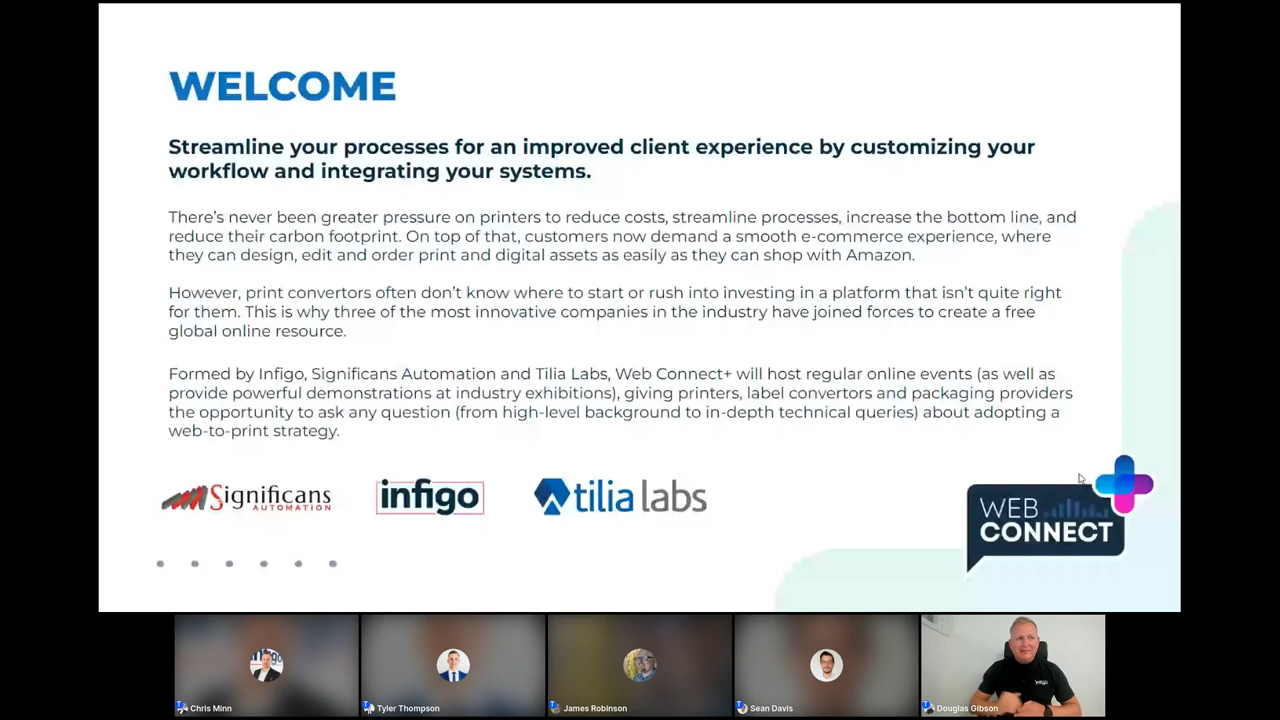 WELCOME
Streamline your processes for an improved client experience by customizing your
workflow and integrating your systems.
There's never been greater pressure on printers to reduce costs, streamline processes, increase the bottom line, and
reduce their carbon footprint. On top of that, customers now demand a smooth e-commerce experience, where
they can design, edit and order print and digital assets as easily as they can shop with Amazon.
However, print convertors often don't know where to start or rush into investing in a platform that isn't quite right
for them. This is why three of the most innovative companies in the industry have joined forces to create a free
global online resource.
Formed by Infigo, Significans Automation and Tilia Labs, Web Connect+ will host regular online events (as well as
provide powerful demonstrations at industry exhibitions), giving printers, label convertors and packaging providers
the opportunity to ask any question (from high-level background to in-depth technical queries) about adopting a
web-to-print strategy.
Significans
AUTOMATION
infigo
tilia labs
WEB
CONNECT
Chris Minn
Tyler Thompson
James Robinson
Sean Davis
Douglas Gibson
infigo